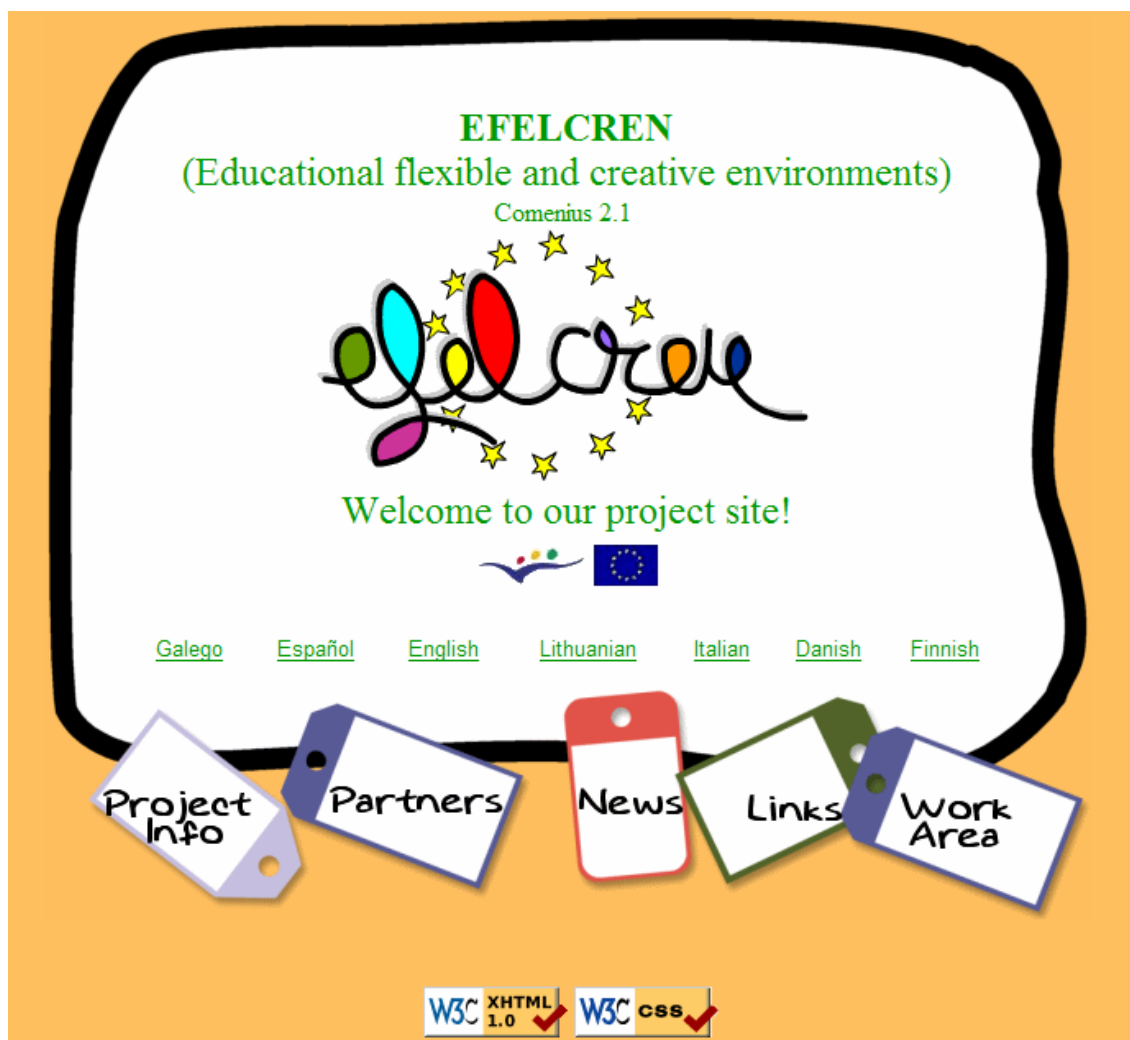 EFELCREN
(Educational flexible and creative environments)
Comenius 2.1
efelcren
Welcome to our project site!
Galego Español English Lithuanian Italian Danish Finnish
Project
Info
Partners
News
Links
Work
Area
W3C XHTML
1.0
W3C css